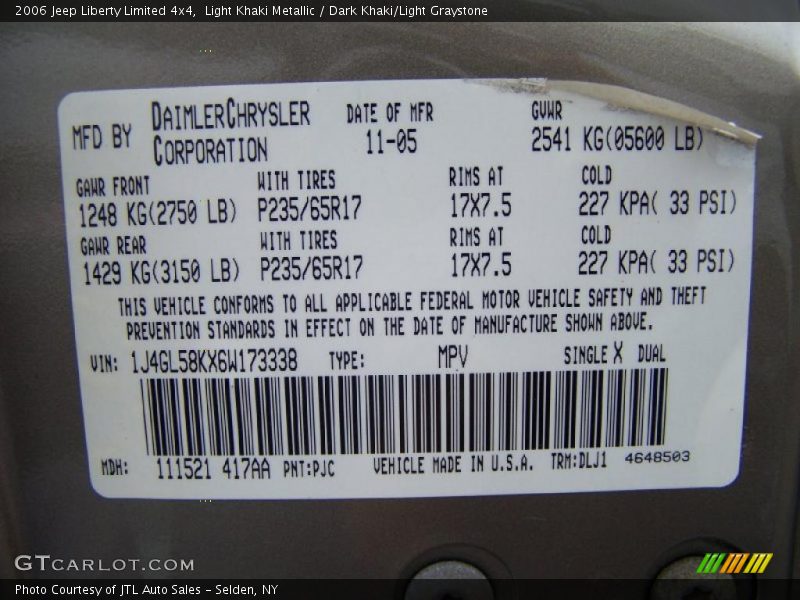 2006 Jeep Liberty Limited 4x4, Light Khaki Metallic / Dark Khaki/Light Graystone
MFD BY DAIMLERCHRYSLER CORPORATION DATE OF MFR 11-05 GVWR 2541 KG(05600 LB)
GAWR FRONT WITH TIRES RIMS AT COLD
1248 KG(2750 LB) P235/65R17 17X7.5 227 KPA( 33 PSI)
GAWR REAR WITH TIRES RIMS AT COLD
1429 KG(3150 LB) P235/65R17 17X7.5 227 KPA( 33 PSI)
THIS VEHICLE CONFORMS TO ALL APPLICABLE FEDERAL MOTOR VEHICLE SAFETY AND THEFT
PREVENTION STANDARDS IN EFFECT ON THE DATE OF MANUFACTURE SHOWN ABOVE.
VIN: 1J4GL58KX6W173338 TYPE: MPV SINGLE X DUAL
MDH: 111521 417AA PNT:PJC VEHICLE MADE IN U.S.A. TRM:DLJ1 4648503
GTCARLOT.COM
Photo Courtesy of JTL Auto Sales - Selden, NY